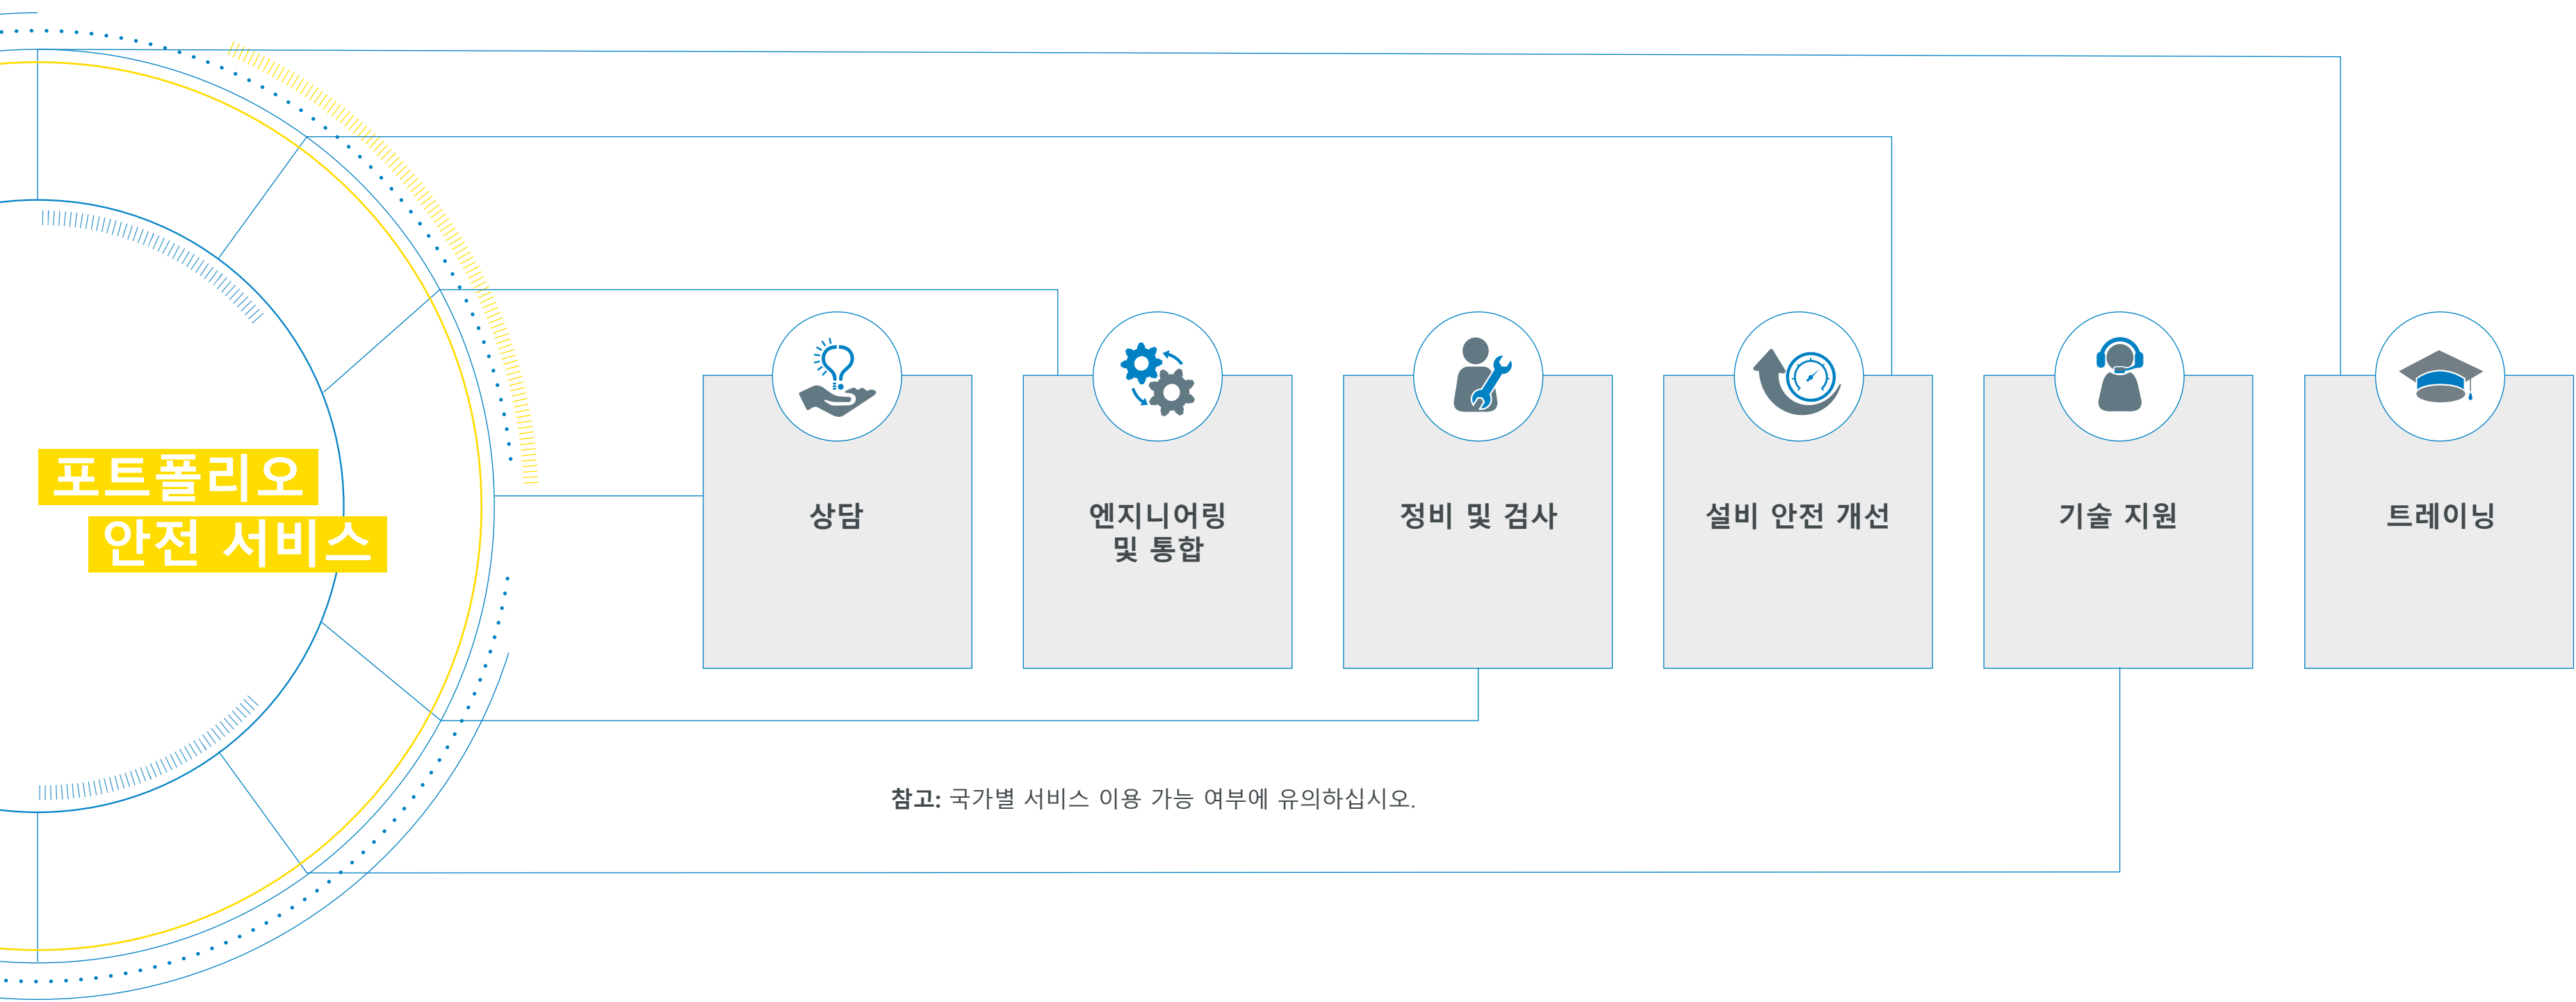 포트폴리오
안전 서비스
상담
엔지니어링
및 통합
정비 및 검사
설비 안전 개선
기술 지원
트레이닝
참고: 국가별 서비스 이용 가능 여부에 유의하십시오.